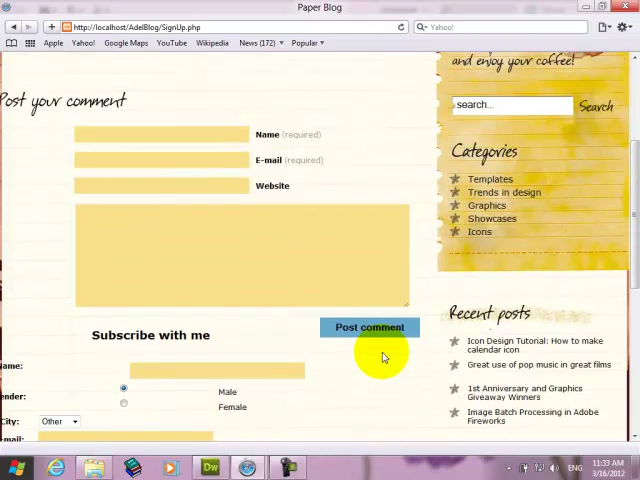 Paper Blog
http://localhost/AdelBlog/SignUp.php
Yahoo!
Apple Yahoo! Google Maps YouTube Wikipedia News (172) Popular
and enjoy your coffee!
Post your comment
search... Search
Name (required)
E-mail (required)
Website
Categories
Templates
Trends in design
Graphics
Showcases
Icons
Post comment
Subscribe with me
Name:
ender:
Male
Female
City: Other
mail:
Recent posts
Icon Design Tutorial: How to make
calendar icon
Great use of pop music in great films
1st Anniversary and Graphics
Giveaway Winners
Image Batch Processing in Adobe
Fireworks
Dw
ENG
11:33 AM
3/16/2012